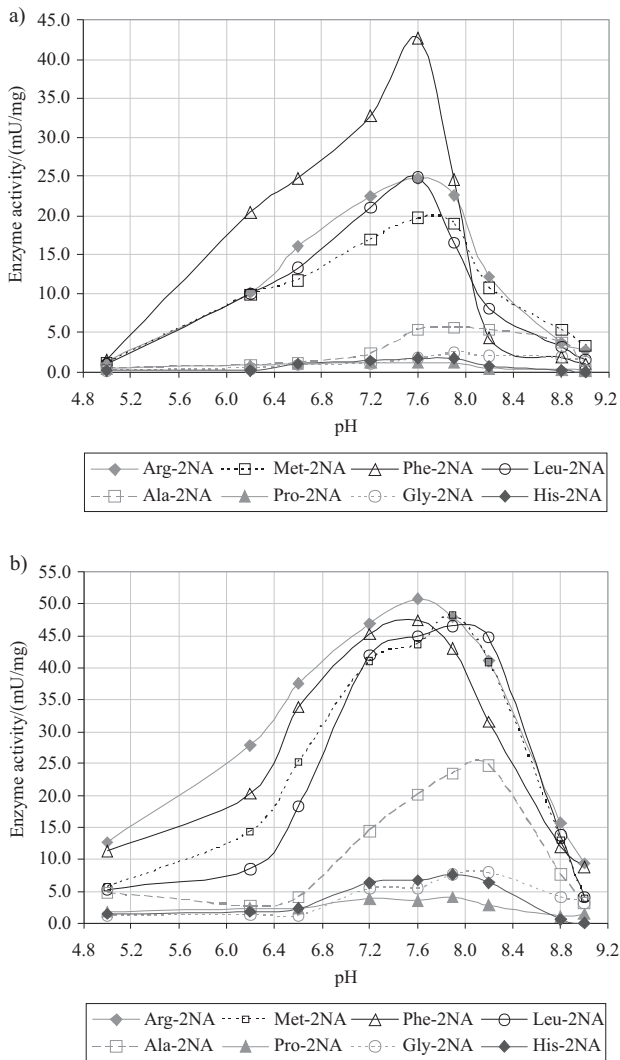 a)
45.0
40.0
35.0
30.0
25.0
20.0
15.0
10.0
5.0
0.0
Enzyme activity/(mU/mg)
4.8 5.2 5.6 6.0 6.4 6.8 7.2 7.6 8.0 8.4 8.8 9.2
pH
Arg-2NA Met-2NA Phe-2NA Leu-2NA
Ala-2NA Pro-2NA Gly-2NA His-2NA
b)
55.0
50.0
45.0
40.0
35.0
30.0
25.0
20.0
15.0
10.0
5.0
0.0
Enzyme activity/(mU/mg)
4.8 5.2 5.6 6.0 6.4 6.8 7.2 7.6 8.0 8.4 8.8 9.2
pH
Arg-2NA Met-2NA Phe-2NA Leu-2NA
Ala-2NA Pro-2NA Gly-2NA His-2NA